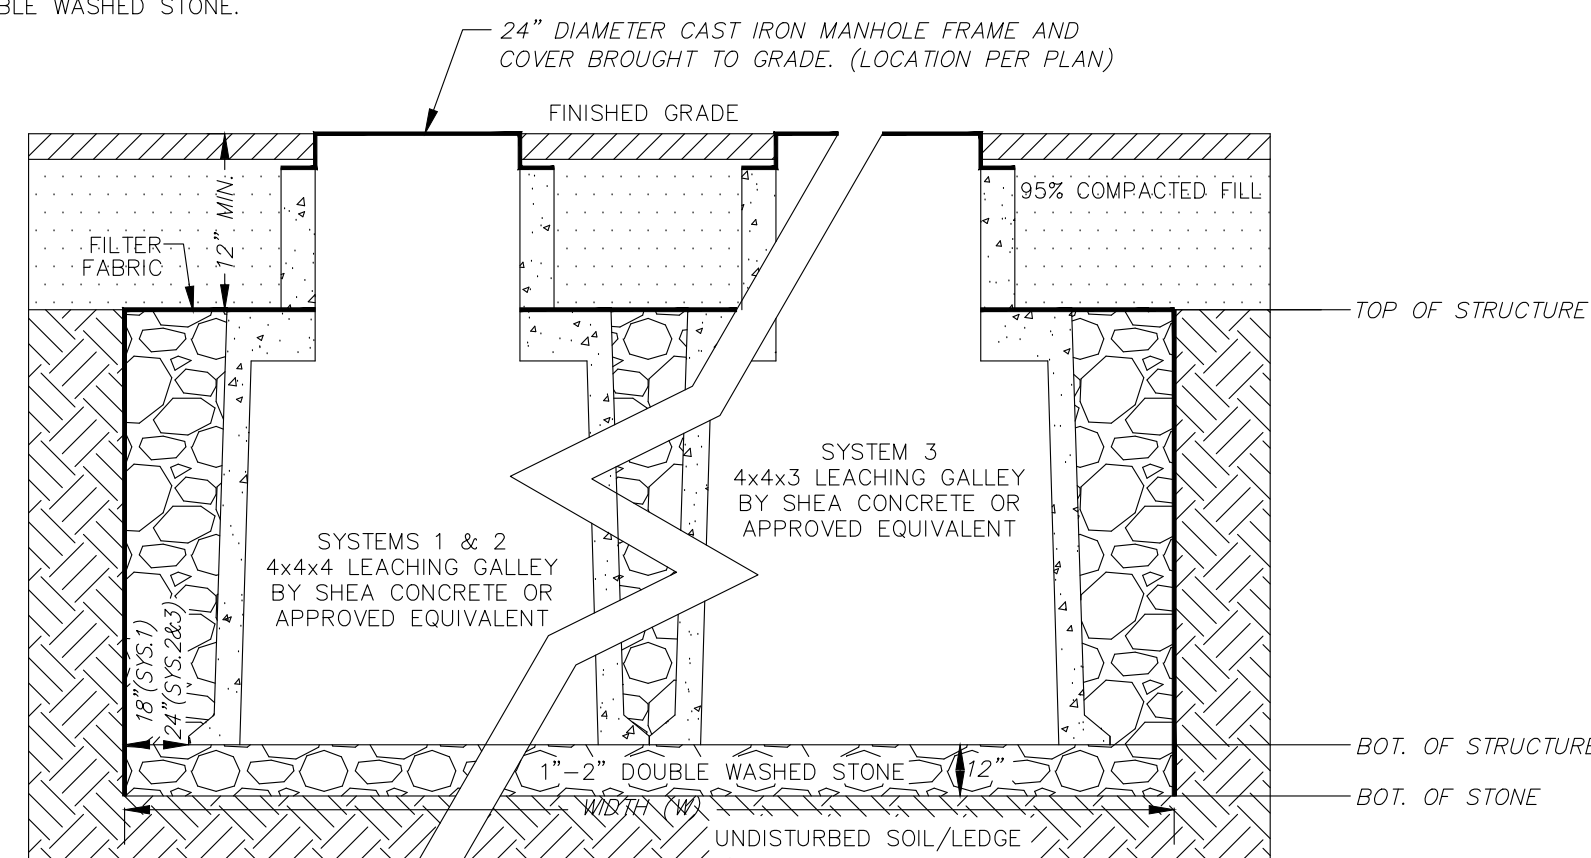 WASHED STONE.
24" DIAMETER CAST IRON MANHOLE FRAME AND
COVER BROUGHT TO GRADE. (LOCATION PER PLAN)
FINISHED GRADE
95% COMPACTED FILL
12" MIN.
FILTER
FABRIC
TOP OF STRUCTURE
SYSTEM 3
4x4x3 LEACHING GALLEY
BY SHEA CONCRETE OR
APPROVED EQUIVALENT
SYSTEMS 1 & 2
4x4x4 LEACHING GALLEY
BY SHEA CONCRETE OR
APPROVED EQUIVALENT
18"(SYS.1)
24"(SYS.2&3)
BOT. OF STRUCTURE
1"-2" DOUBLE WASHED STONE
12"
BOT. OF STONE
WIDTH (W)
UNDISTURBED SOIL/LEDGE